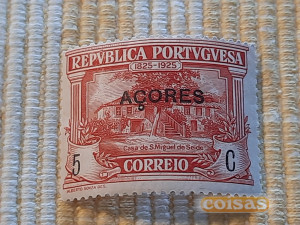 REPVBLICA PORTVGVESA
1825-1925
AÇORES
Casa de S. Miguel de Seide
5 C
CORREIO
coisas